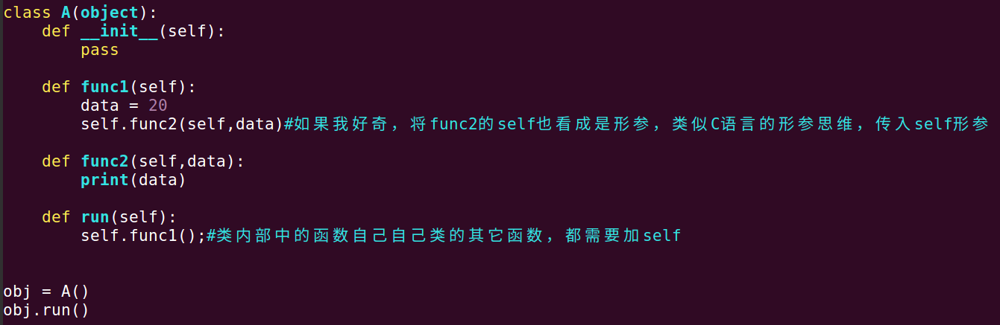 class A(object):
    def __init__(self):
        pass

    def func1(self):
        data = 20
        self.func2(self,data)#如果我好奇，将func2的self也看成是形参，类似C语言的形参思维，传入self形参

    def func2(self,data):
        print(data)

    def run(self):
        self.func1();#类内部中的函数自己自己类的其它函数，都需要加self

obj = A()
obj.run()